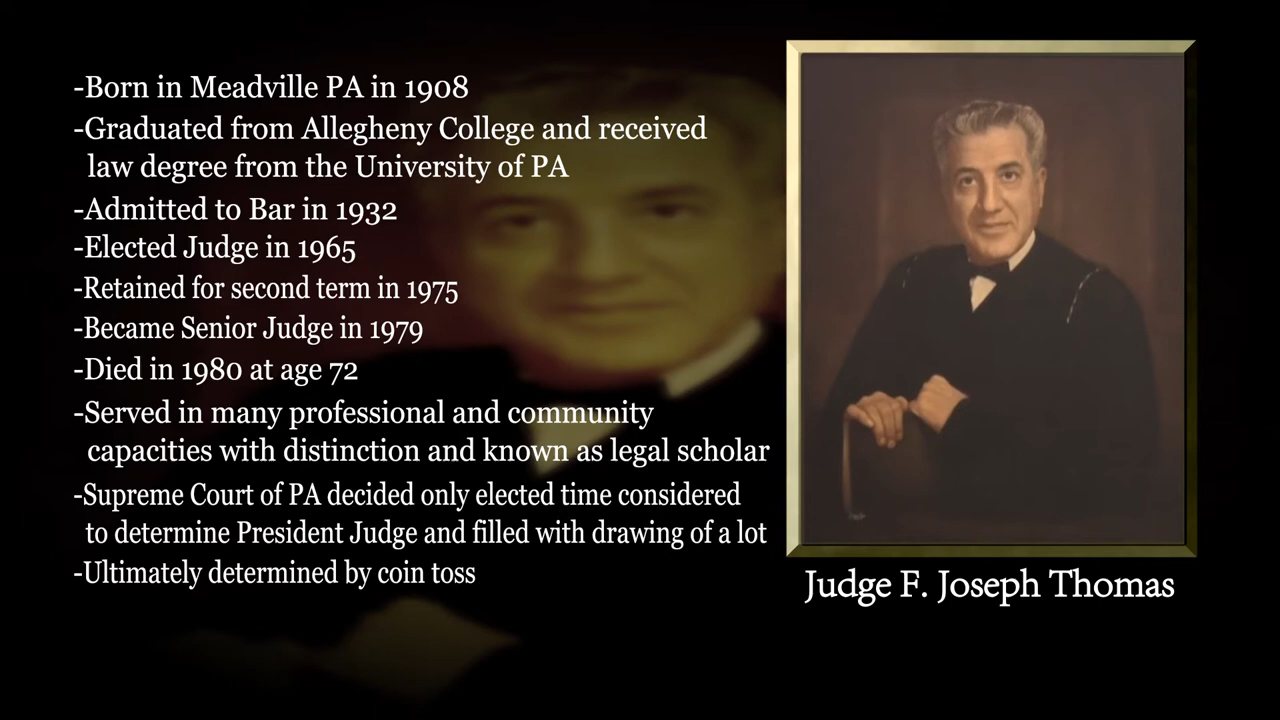 -Born in Meadville PA in 1908
-Graduated from Allegheny College and received
law degree from the University of PA
-Admitted to Bar in 1932
-Elected Judge in 1965
-Retained for second term in 1975
-Became Senior Judge in 1979
-Died in 1980 at age 72
-Served in many professional and community
capacities with distinction and known as legal scholar
-Supreme Court of PA decided only elected time considered
to determine President Judge and filled with drawing of a lot
-Ultimately determined by coin toss
Judge F. Joseph Thomas